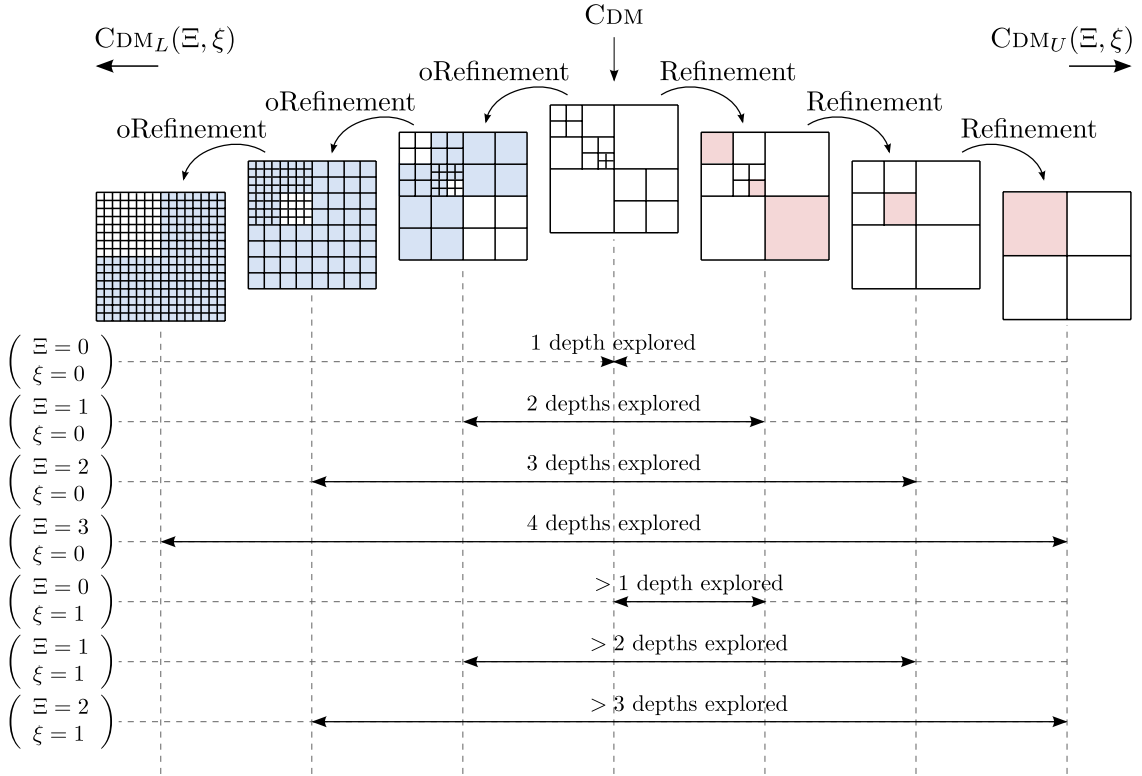 CDM
CDM_L(Ξ, ξ)
CDM_U(Ξ, ξ)
oRefinement
Refinement
oRefinement
Refinement
oRefinement
Refinement
Ξ = 0
ξ = 0
1 depth explored
Ξ = 1
ξ = 0
2 depths explored
Ξ = 2
ξ = 0
3 depths explored
Ξ = 3
ξ = 0
4 depths explored
Ξ = 0
ξ = 1
> 1 depth explored
Ξ = 1
ξ = 1
> 2 depths explored
Ξ = 2
ξ = 1
> 3 depths explored